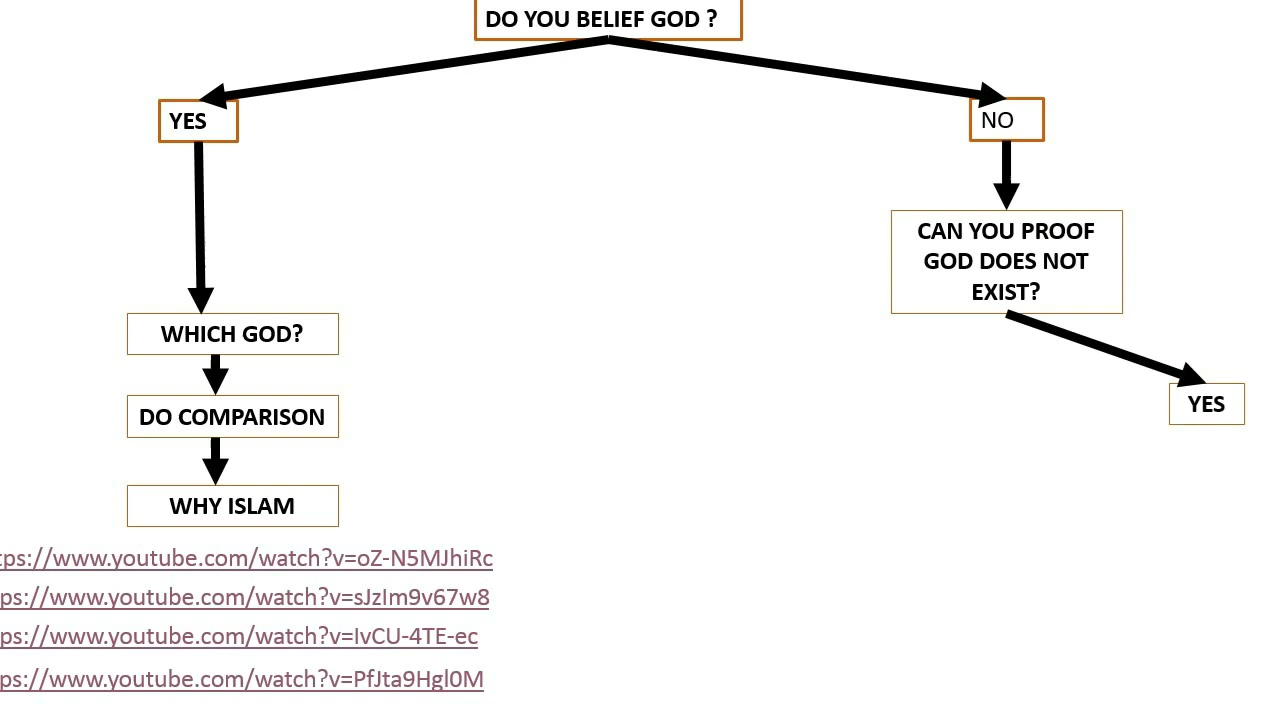 DO YOU BELIEF GOD ?
YES
NO
CAN YOU PROOF
GOD DOES NOT
EXIST?
YES
WHICH GOD?
DO COMPARISON
WHY ISLAM
tps://www.youtube.com/watch?v=oZ-N5MJhiRc
ps://www.youtube.com/watch?v=sJzIm9v67w8
ps://www.youtube.com/watch?v=IvCU-4TE-ec
ps://www.youtube.com/watch?v=PfJta9Hgl0M